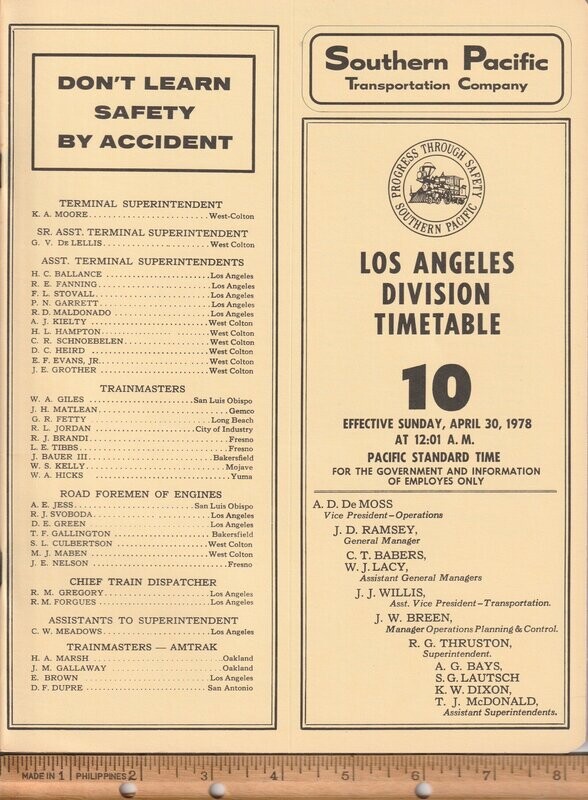 DON'T LEARN
SAFETY
BY ACCIDENT
TERMINAL SUPERINTENDENT
K. A. MOORE West-Colton
SR. ASST. TERMINAL SUPERINTENDENT
G. V. De LELLIS West Colton
ASST. TERMINAL SUPERINTENDENTS
H. C. BALLANCE Los Angeles
R. E. FANNING Los Angeles
F. L. STOVALL Los Angeles
P. N. GARRETT Los Angeles
R. D. MALDONADO Los Angeles
A. J. KIELTY West Colton
H. L. HAMPTON West Colton
C. R. SCHNOEBELEN West Colton
D. C. HEIRD West Colton
E. F. EVANS, JR. West Colton
J. E. GROTHER West Colton
TRAINMASTERS
W. A. GILES San Luis Obispo
J. H. MATLEAN Gemco
G. R. FETTY Long Beach
R. L. JORDAN City of Industry
R. J. BRANDI Fresno
L. E. TIBBS Fresno
J. BAUER III Bakersfield
W. S. KELLY Mojave
W. A. HICKS Yuma
ROAD FOREMEN OF ENGINES
A. E. JESS San Luis Obispo
R. J. SVOBODA Los Angeles
D. E. GREEN Los Angeles
T. F. GALLINGTON Bakersfield
S. L. CULBERTSON West Colton
M. J. MABEN West Colton
J. E. NELSON Fresno
CHIEF TRAIN DISPATCHER
R. M. GREGORY Los Angeles
R. M. FORGUES Los Angeles
ASSISTANTS TO SUPERINTENDENT
C. W. MEADOWS Los Angeles
TRAINMASTERS — AMTRAK
H. A. MARSH Oakland
J. M. GALLAWAY Oakland
E. BROWN Los Angeles
D. F. DUPRE San Antonio
Southern Pacific
Transportation Company
PROGRESS THROUGH SAFETY
SOUTHERN PACIFIC
LOS ANGELES
DIVISION
TIMETABLE
10
EFFECTIVE SUNDAY, APRIL 30, 1978
AT 12:01 A. M.
PACIFIC STANDARD TIME
FOR THE GOVERNMENT AND INFORMATION
OF EMPLOYES ONLY
A. D. De MOSS
Vice President—Operations
J. D. RAMSEY,
General Manager
C. T. BABERS,
W. J. LACY,
Assistant General Managers
J. J. WILLIS,
Asst. Vice President—Transportation.
J. W. BREEN,
Manager Operations Planning & Control.
R. G. THRUSTON,
Superintendent.
A. G. BAYS,
S. G. LAUTSCH
K. W. DIXON,
T. J. McDONALD,
Assistant Superintendents.
MADE IN 1 PHILIPPINES 2 3 4 5 6 7 8